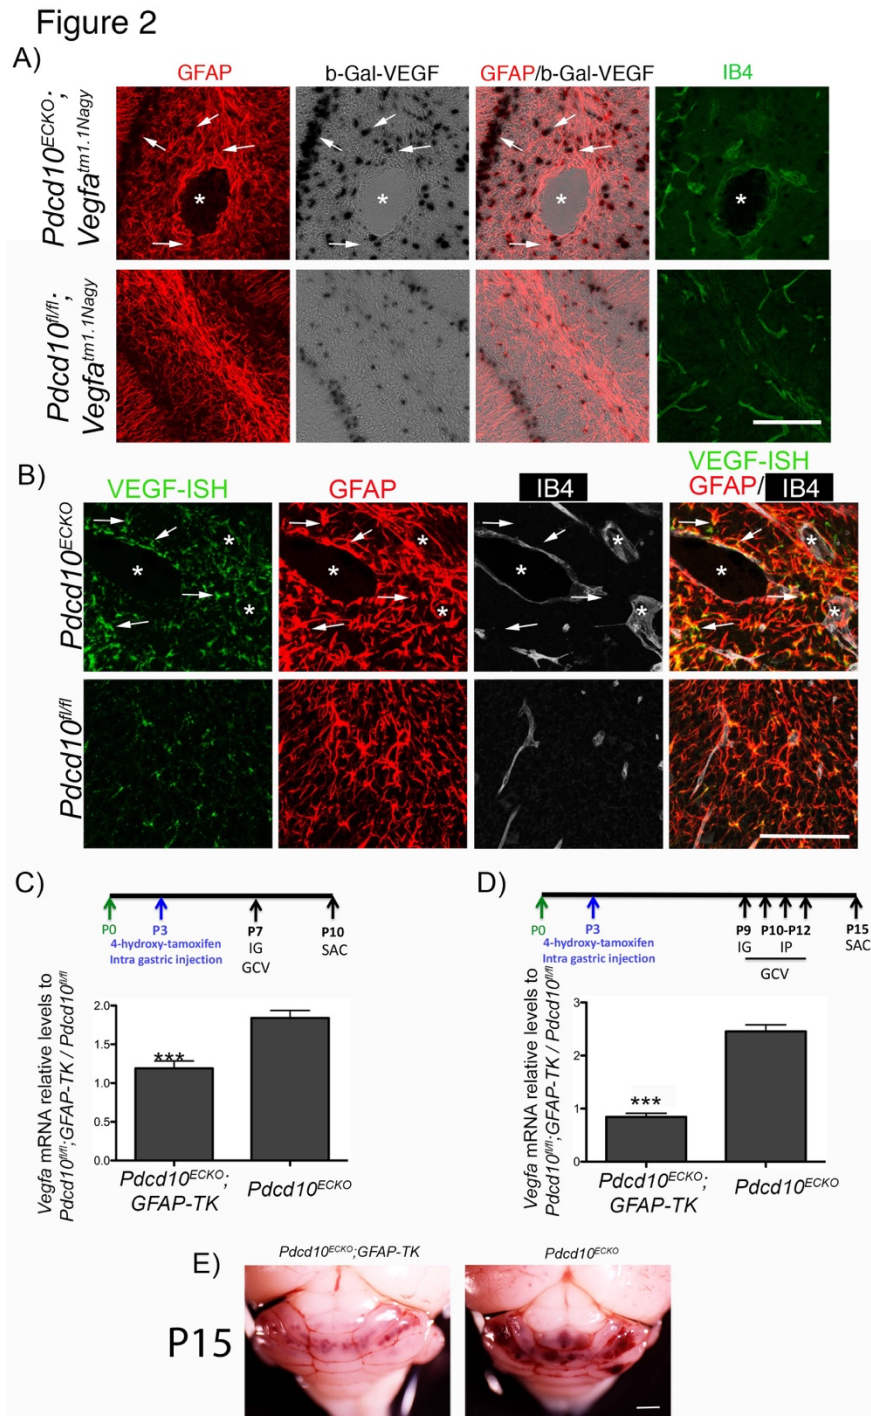 Figure 2
A)
GFAP
b-Gal-VEGF
GFAP/b-Gal-VEGF
IB4
Pdcd10ECKO;
Vegfatm1.1Nagy
*
*
*
*
Pdcd10fl/fl;
Vegfatm1.1Nagy
B)
VEGF-ISH
GFAP
IB4
VEGF-ISH
GFAP/ IB4
Pdcd10ECKO
*
*
*
*
*
*
*
*
*
*
*
Pdcd10fl/fl
C)
P0
P3
4-hydroxy-tamoxifen
Intra gastric injection
P7
IG
GCV
P10
SAC
Vegfa mRNA relative levels to
Pdcd10fl/fl;GFAP-TK / Pdcd10fl/fl
2.0
1.5
1.0
0.5
0.0
***
Pdcd10ECKO;
GFAP-TK
Pdcd10ECKO
D)
P0
P3
4-hydroxy-tamoxifen
Intra gastric injection
P9
IG
P10-P12
IP
GCV
P15
SAC
Vegfa mRNA relative levels to
Pdcd10fl/fl;GFAP-TK / Pdcd10fl/fl
3
2
1
0
***
Pdcd10ECKO;
GFAP-TK
Pdcd10ECKO
E)
Pdcd10ECKO;GFAP-TK
Pdcd10ECKO
P15